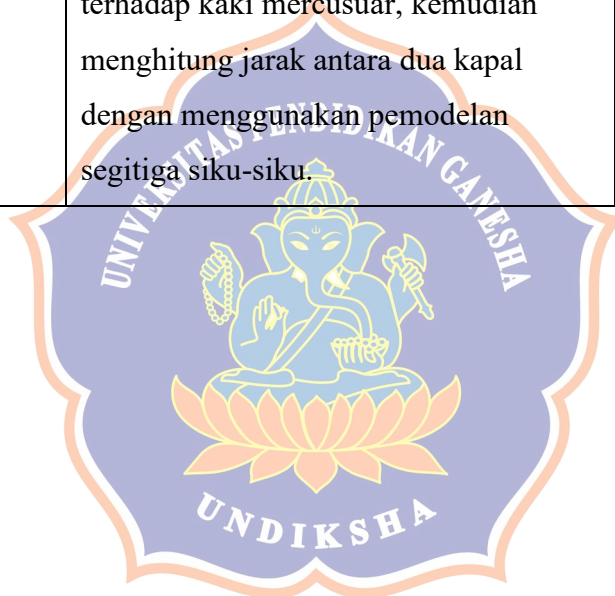 terhadap kaki mercusuar, kemudian
menghitung jarak antara dua kapal
dengan menggunakan pemodelan
segitiga siku-siku.
UNIVERSITAS PENDIDIKAN GANESHA
UNDIKSHA